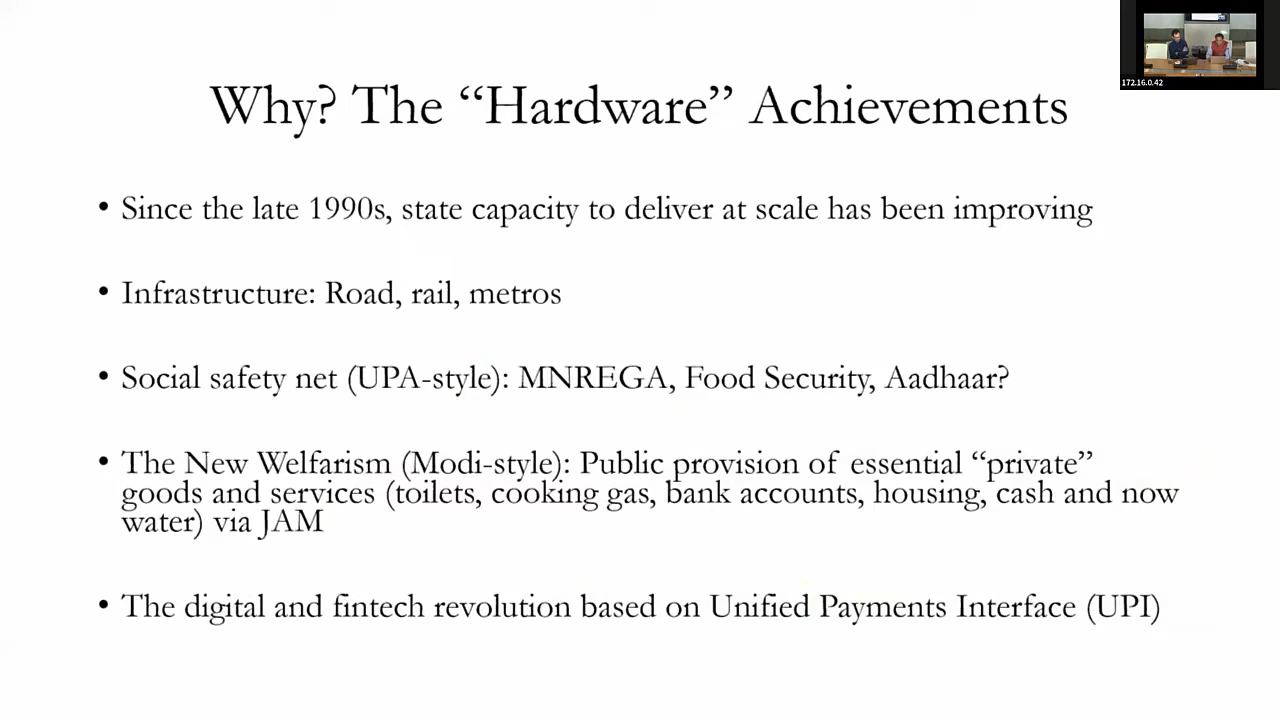 172.16.0.42
Why? The “Hardware” Achievements
• Since the late 1990s, state capacity to deliver at scale has been improving
• Infrastructure: Road, rail, metros
• Social safety net (UPA-style): MNREGA, Food Security, Aadhaar?
• The New Welfarism (Modi-style): Public provision of essential “private”
goods and services (toilets, cooking gas, bank accounts, housing, cash and now
water) via JAM
• The digital and fintech revolution based on Unified Payments Interface (UPI)